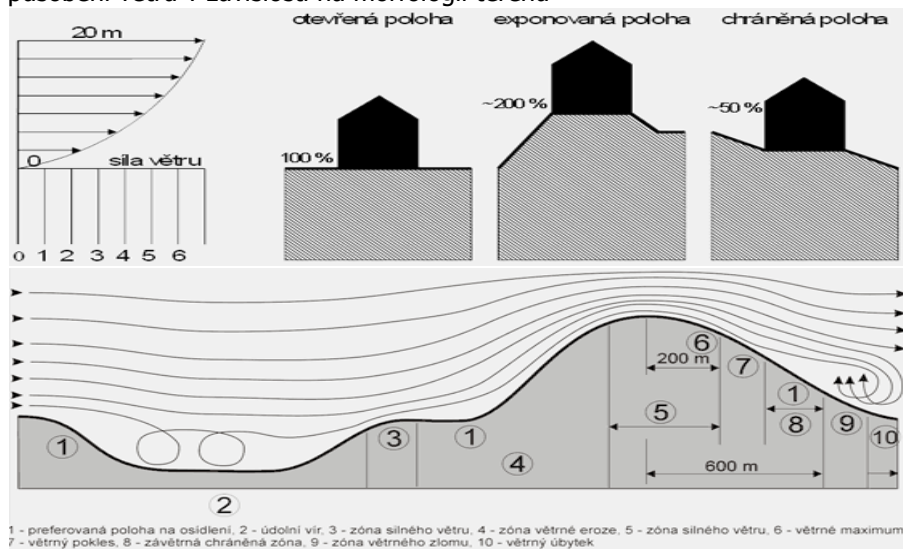 působení větru v závislosti na morfologii terénu
otevřená poloha exponovaná poloha chráněná poloha
20 m
~200 %
~50 %
100 %
0 síla větru
0 1 2 3 4 5 6
6
200 m
7
1
5
8
9
1
3
1
10
4
600 m
2
1 - preferovaná poloha na osídlení, 2 - údolní vír, 3 - zóna silného větru, 4 - zóna větrné eroze, 5 - zóna silného větru, 6 - větrné maximum
7 - větrný pokles, 8 - závětrná chráněná zóna, 9 - zóna větrného zlomu, 10 - větrný úbytek